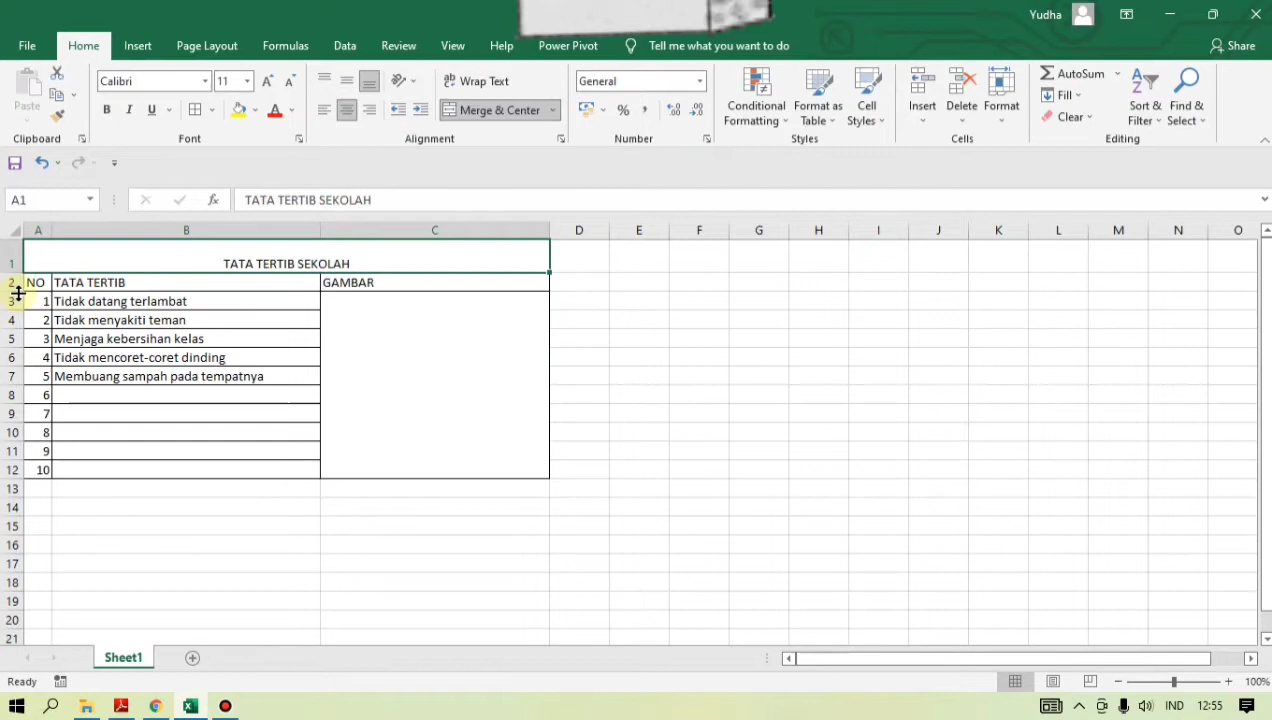 Yudha
File Home Insert Page Layout Formulas Data Review View Help Power Pivot Tell me what you want to do Share
Paste Calibri 11 Wrap Text General AutoSum
B I U Merge & Center % , Conditional Formatting Format as Table Cell Styles Insert Delete Format Fill Sort & Filter Find & Select
Clear
Clipboard Font Alignment Number Styles Cells Editing
A1 fx TATA TERTIB SEKOLAH
A B C D E F G H I J K L M N O
1 TATA TERTIB SEKOLAH
2 NO TATA TERTIB GAMBAR
3 1 Tidak datang terlambat
4 2 Tidak menyakiti teman
5 3 Menjaga kebersihan kelas
6 4 Tidak mencoret-coret dinding
7 5 Membuang sampah pada tempatnya
8 6
9 7
10 8
11 9
12 10
13
14
15
16
17
18
19
20
21
Sheet1
Ready 100%
IND 12:55